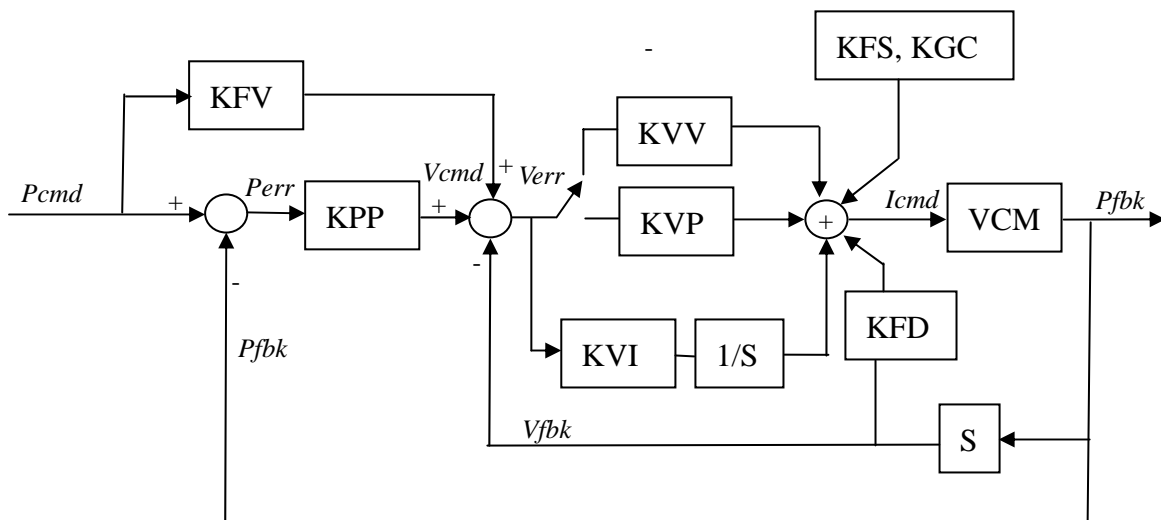 -
KFS, KGC
KFV
KVV
Pcmd
+
Perr
KPP
Vcmd
+
+
Verr
KVP
+
Icmd
VCM
Pfbk
-
-
Pfbk
KVI
1/S
KFD
Vfbk
S